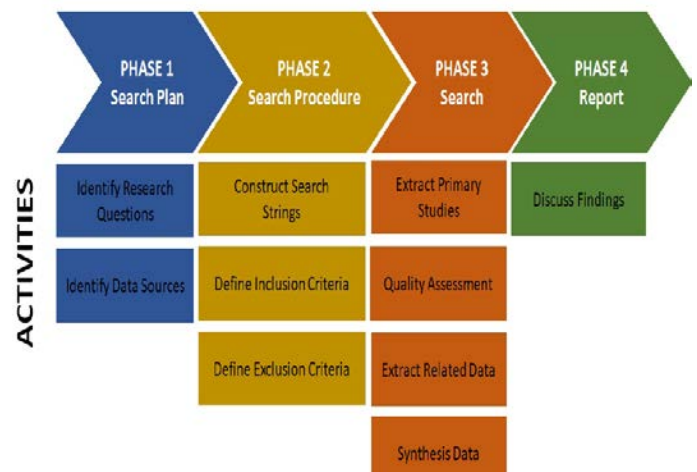 PHASE 1
Search Plan
PHASE 2
Search Procedure
PHASE 3
Search
PHASE 4
Report
ACTIVITIES
Identify Research
Questions
Construct Search
Strings
Extract Primary
Studies
Discuss Findings
Identify Data Sources
Define Inclusion Criteria
Quality Assessment
Define Exclusion Criteria
Extract Related Data
Synthesis Data